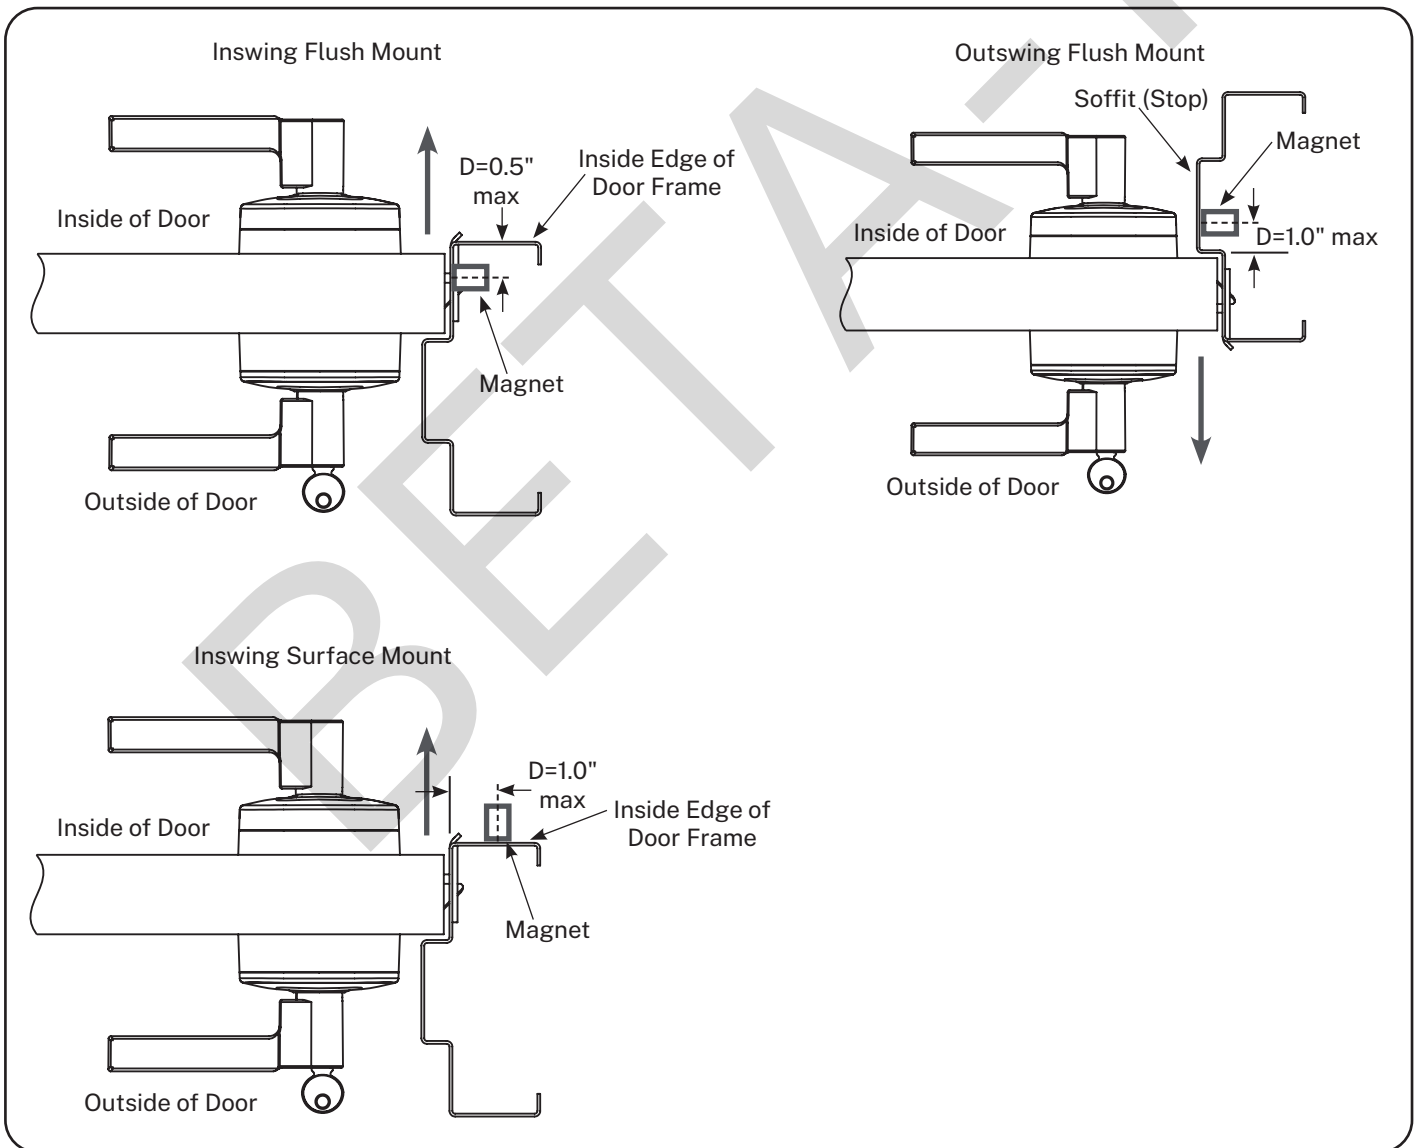 Inswing Flush Mount
D=0.5"
max
Inside Edge of
Door Frame
Inside of Door
Magnet
Outside of Door
Outswing Flush Mount
Soffit (Stop)
Magnet
Inside of Door
D=1.0" max
Outside of Door
Inswing Surface Mount
D=1.0"
max
Inside Edge of
Door Frame
Inside of Door
Magnet
Outside of Door
BETA-